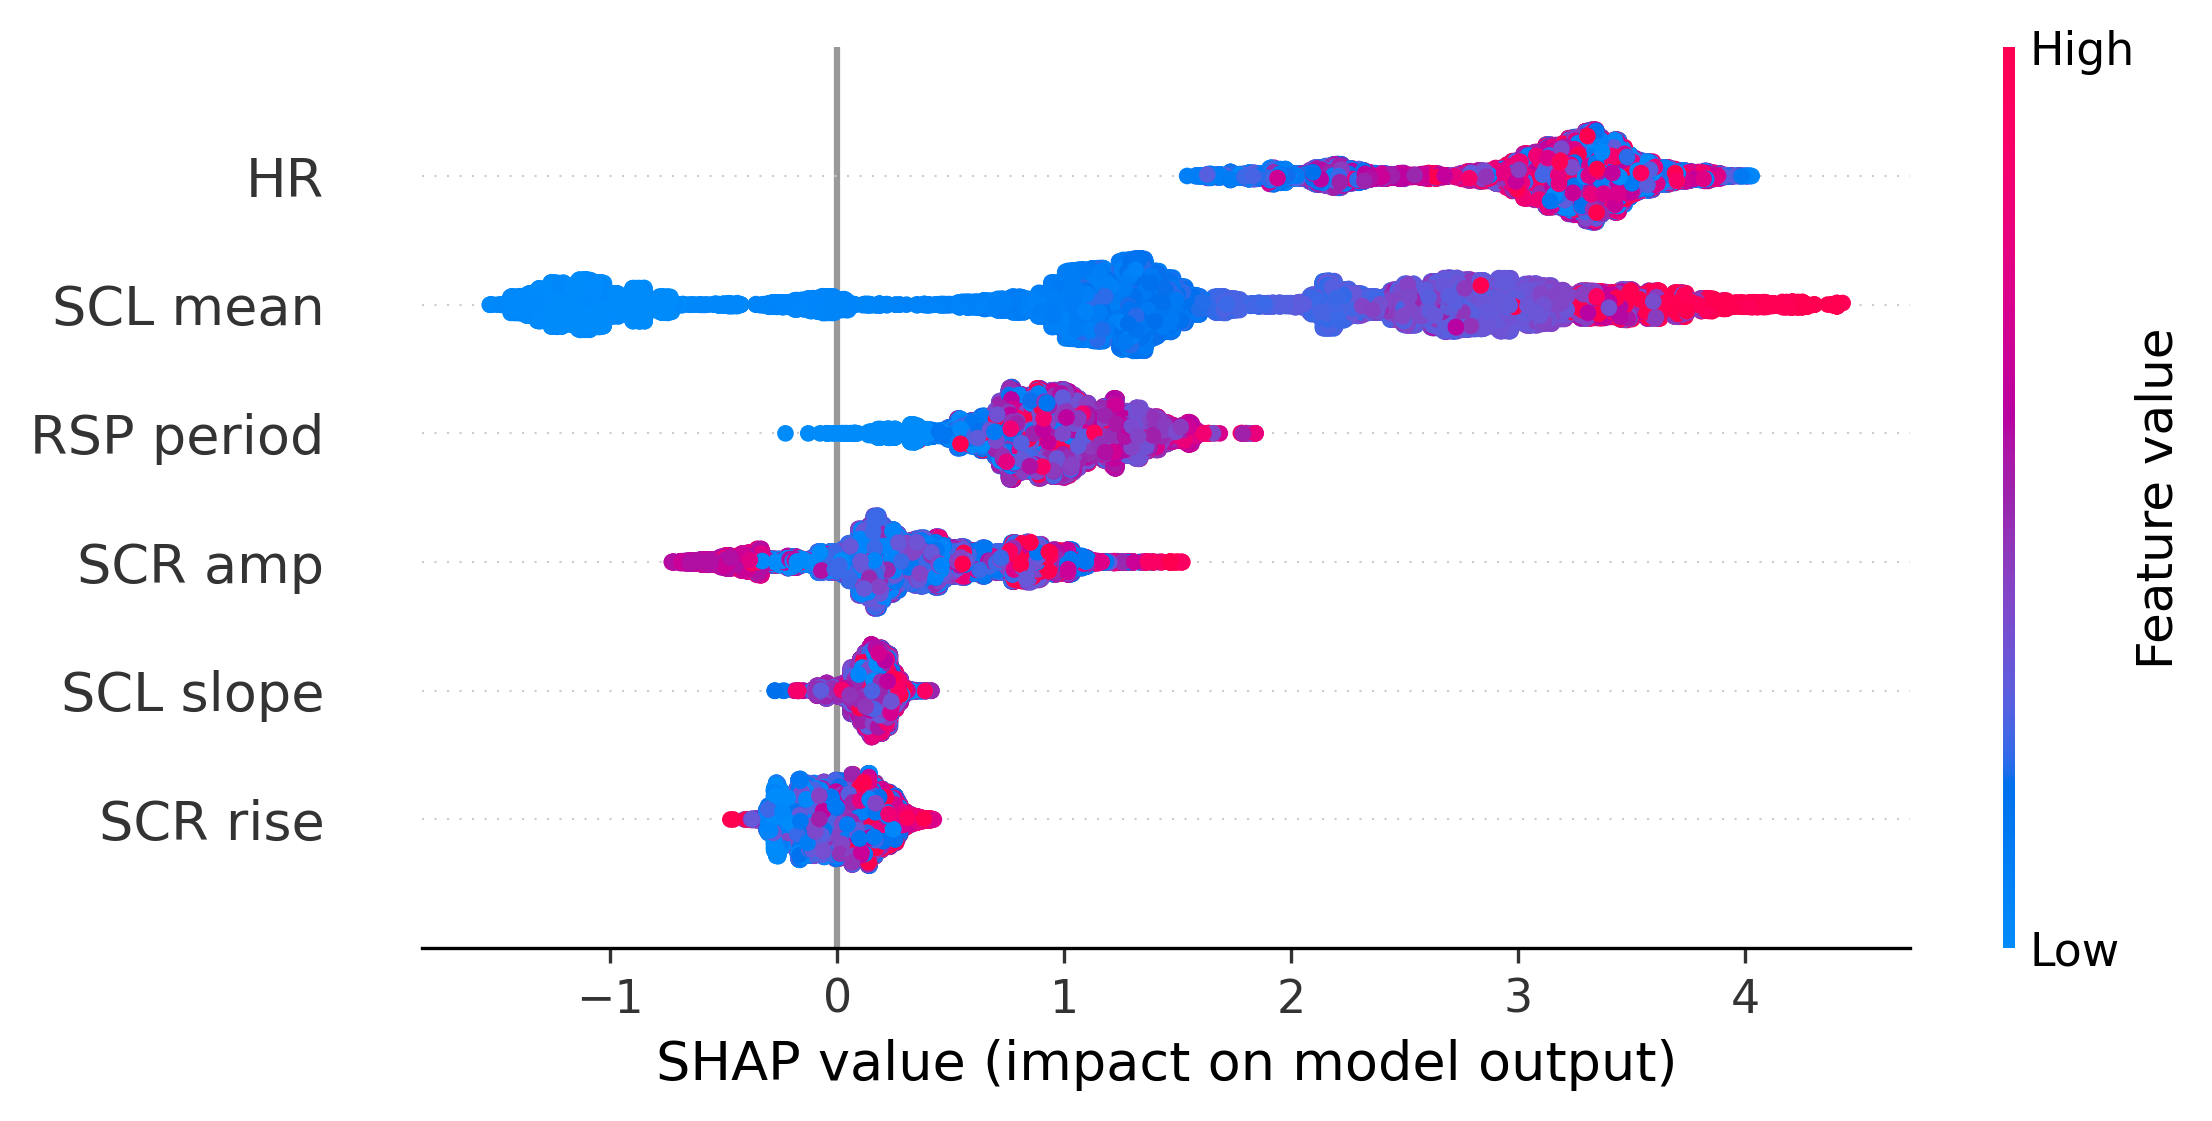 High
HR
SCL mean
RSP period
SCR amp
SCL slope
SCR rise
Feature value
Low
−1 0 1 2 3 4
SHAP value (impact on model output)